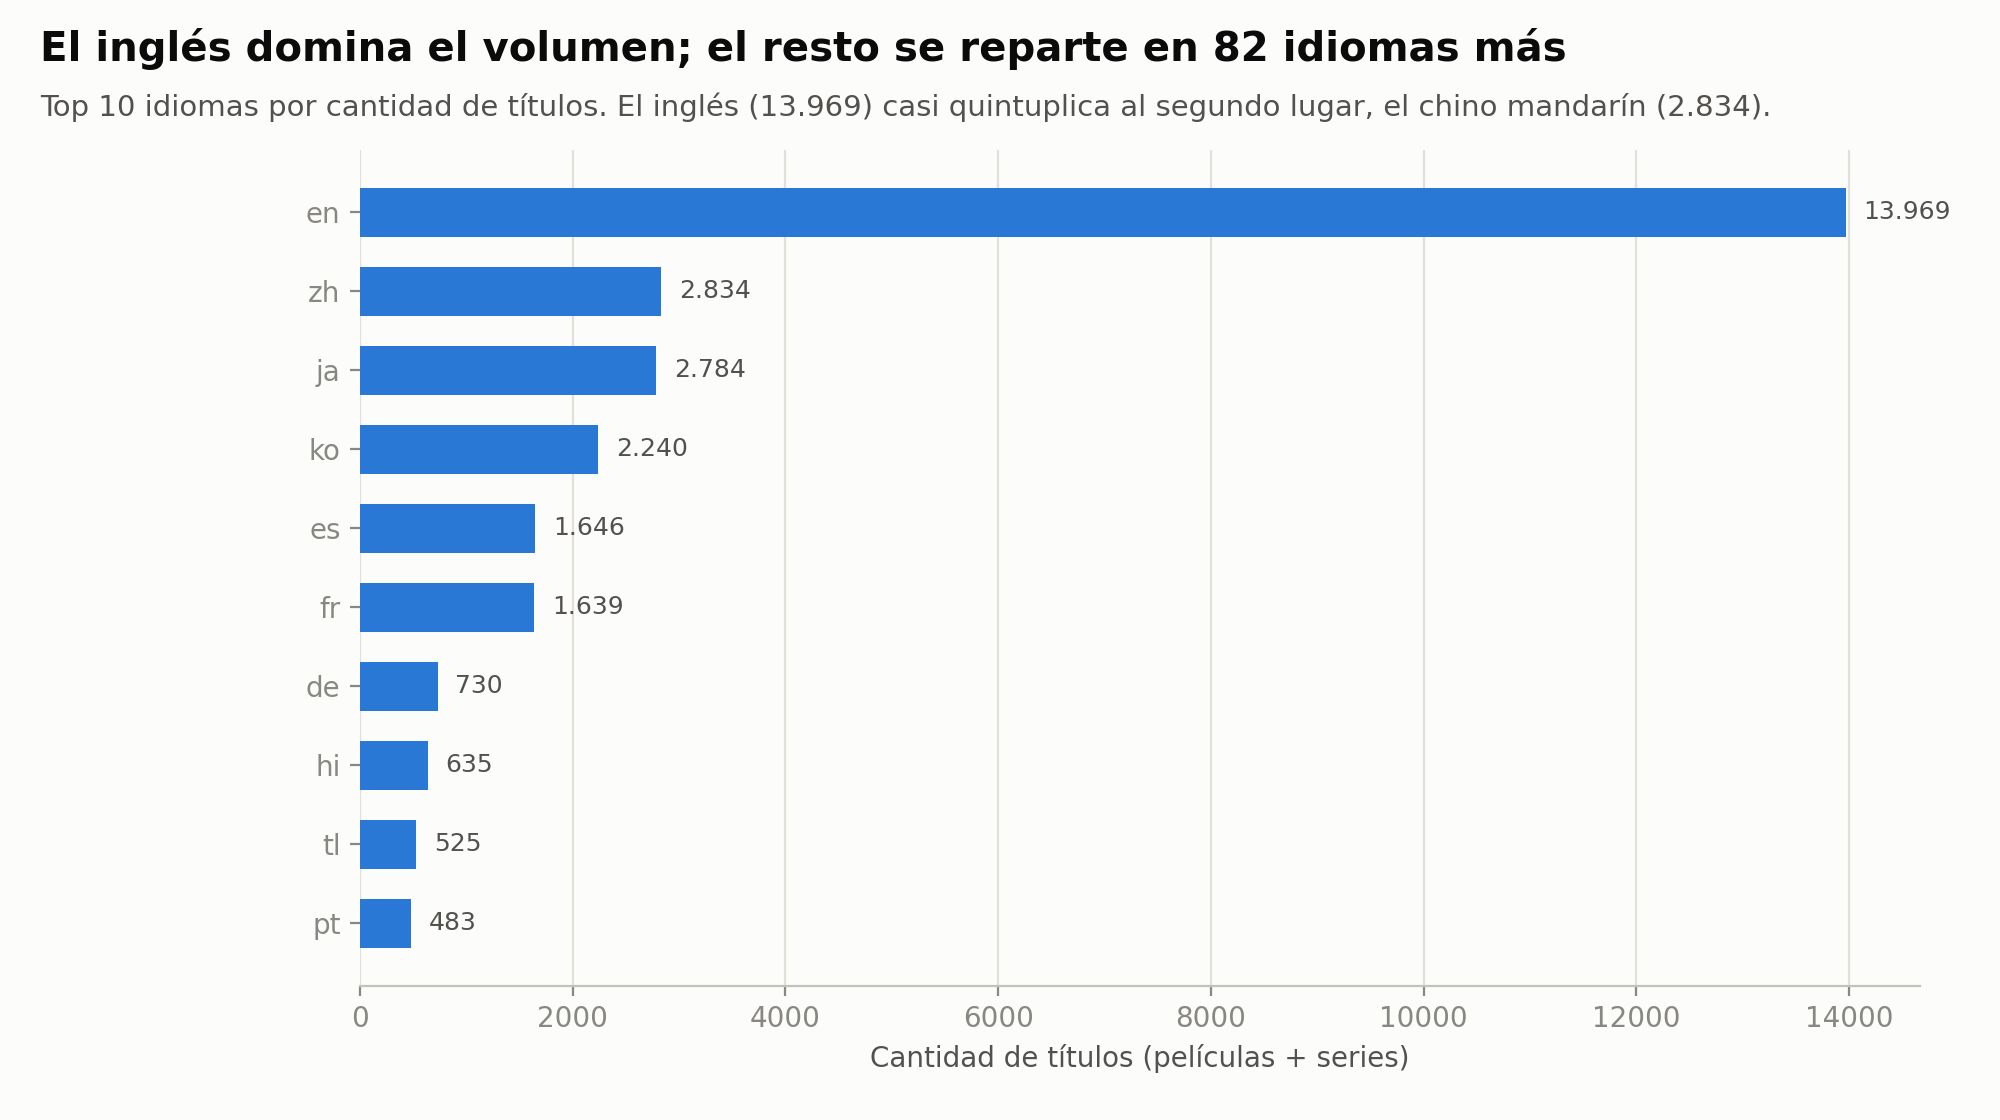 El inglés domina el volumen; el resto se reparte en 82 idiomas más
Top 10 idiomas por cantidad de títulos. El inglés (13.969) casi quintuplica al segundo lugar, el chino mandarín (2.834).
en 13.969
zh 2.834
ja 2.784
ko 2.240
es 1.646
fr 1.639
de 730
hi 635
tl 525
pt 483
0 2000 4000 6000 8000 10000 12000 14000
Cantidad de títulos (películas + series)